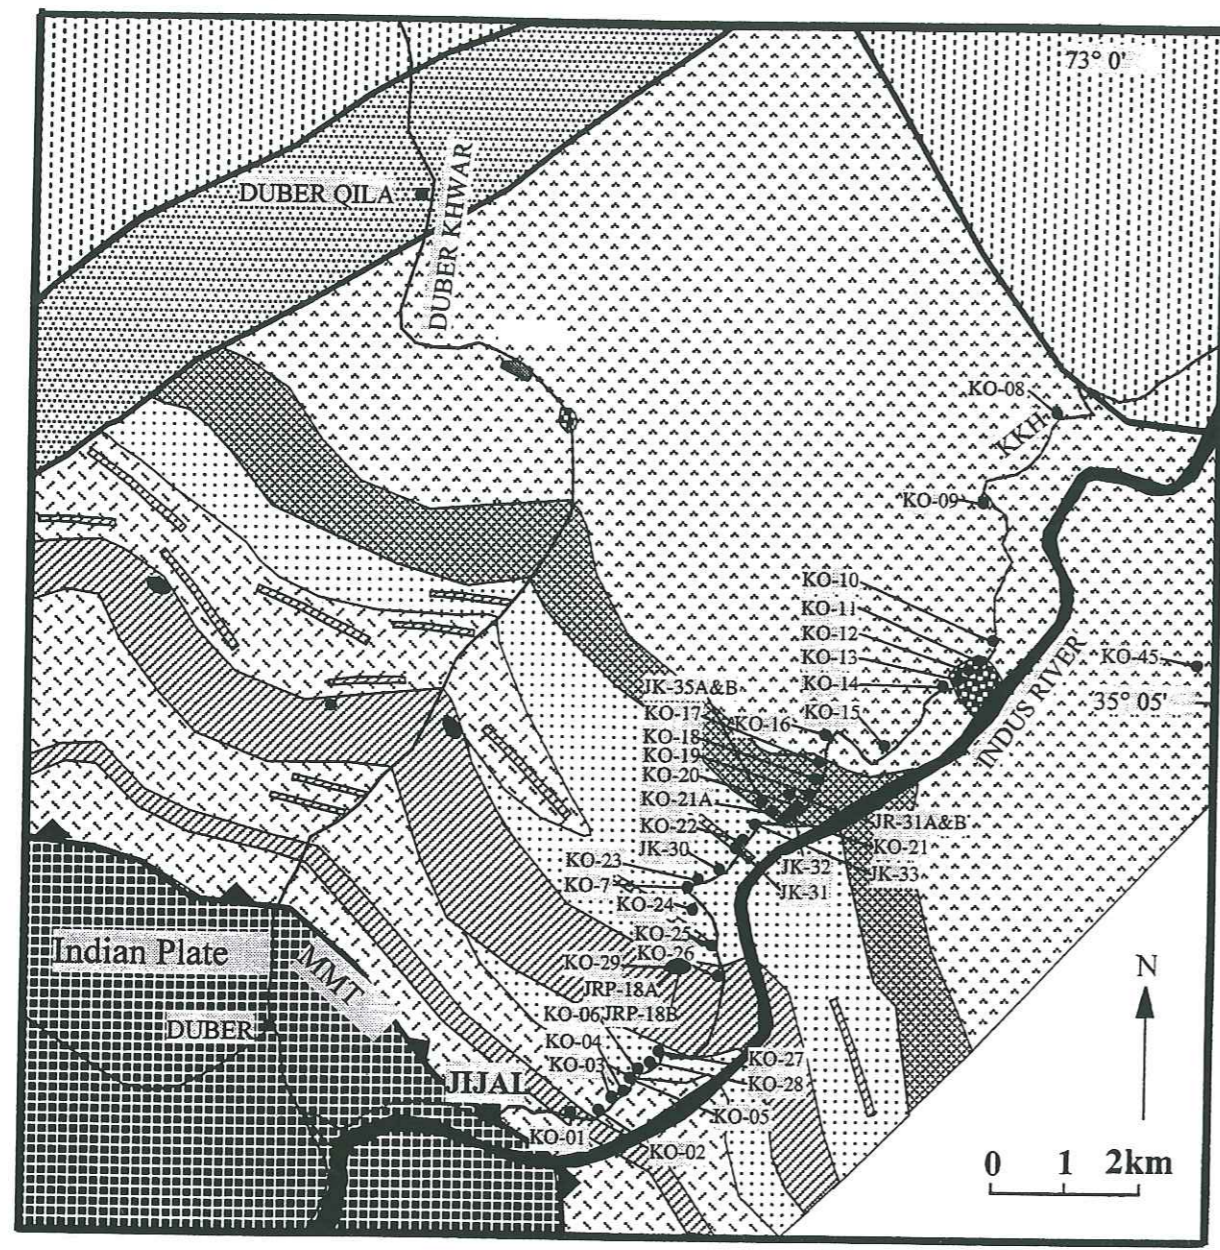 73° 0'
DUBER QILA
DUBER KHWAR
KO-08
KKH
KO-09
KO-10
KO-11
KO-12
KO-13
KO-14
KO-45
35° 05'
INDUS RIVER
JK-35A&B
KO-15
KO-16
KO-17
KO-18
KO-19
KO-20
KO-21A
KO-22
JK-30
JR-31A&B
KO-21
JK-32
JK-33
JK-31
KO-23
KO-7
KO-24
KO-25
KO-26
KO-29
JRP-18A
KO-06
JRP-18B
KO-04
KO-03
KO-27
KO-28
KO-05
Indian Plate
MMT
DUBER
JIJAL
KO-01
KO-02
N
0 1 2km